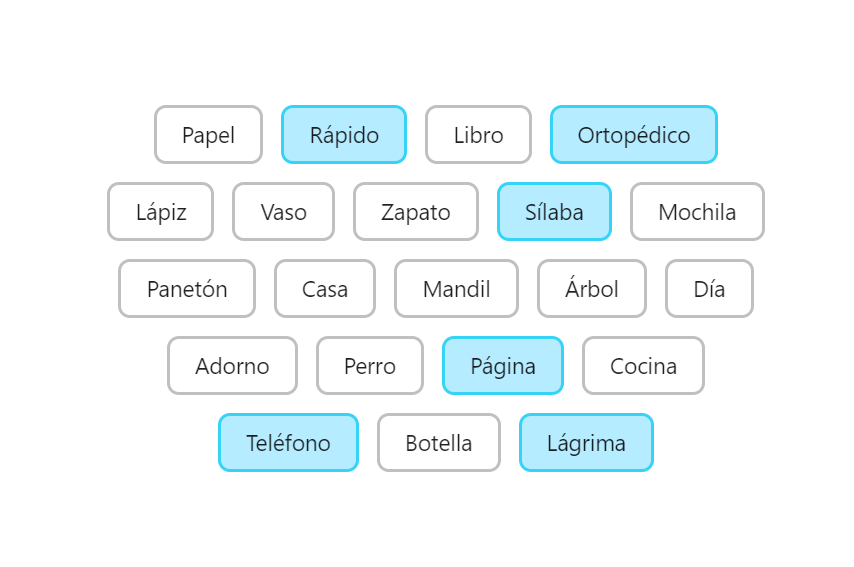 Papel Rápido Libro Ortopédico
Lápiz Vaso Zapato Sílaba Mochila
Panetón Casa Mandil Árbol Día
Adorno Perro Página Cocina
Teléfono Botella Lágrima